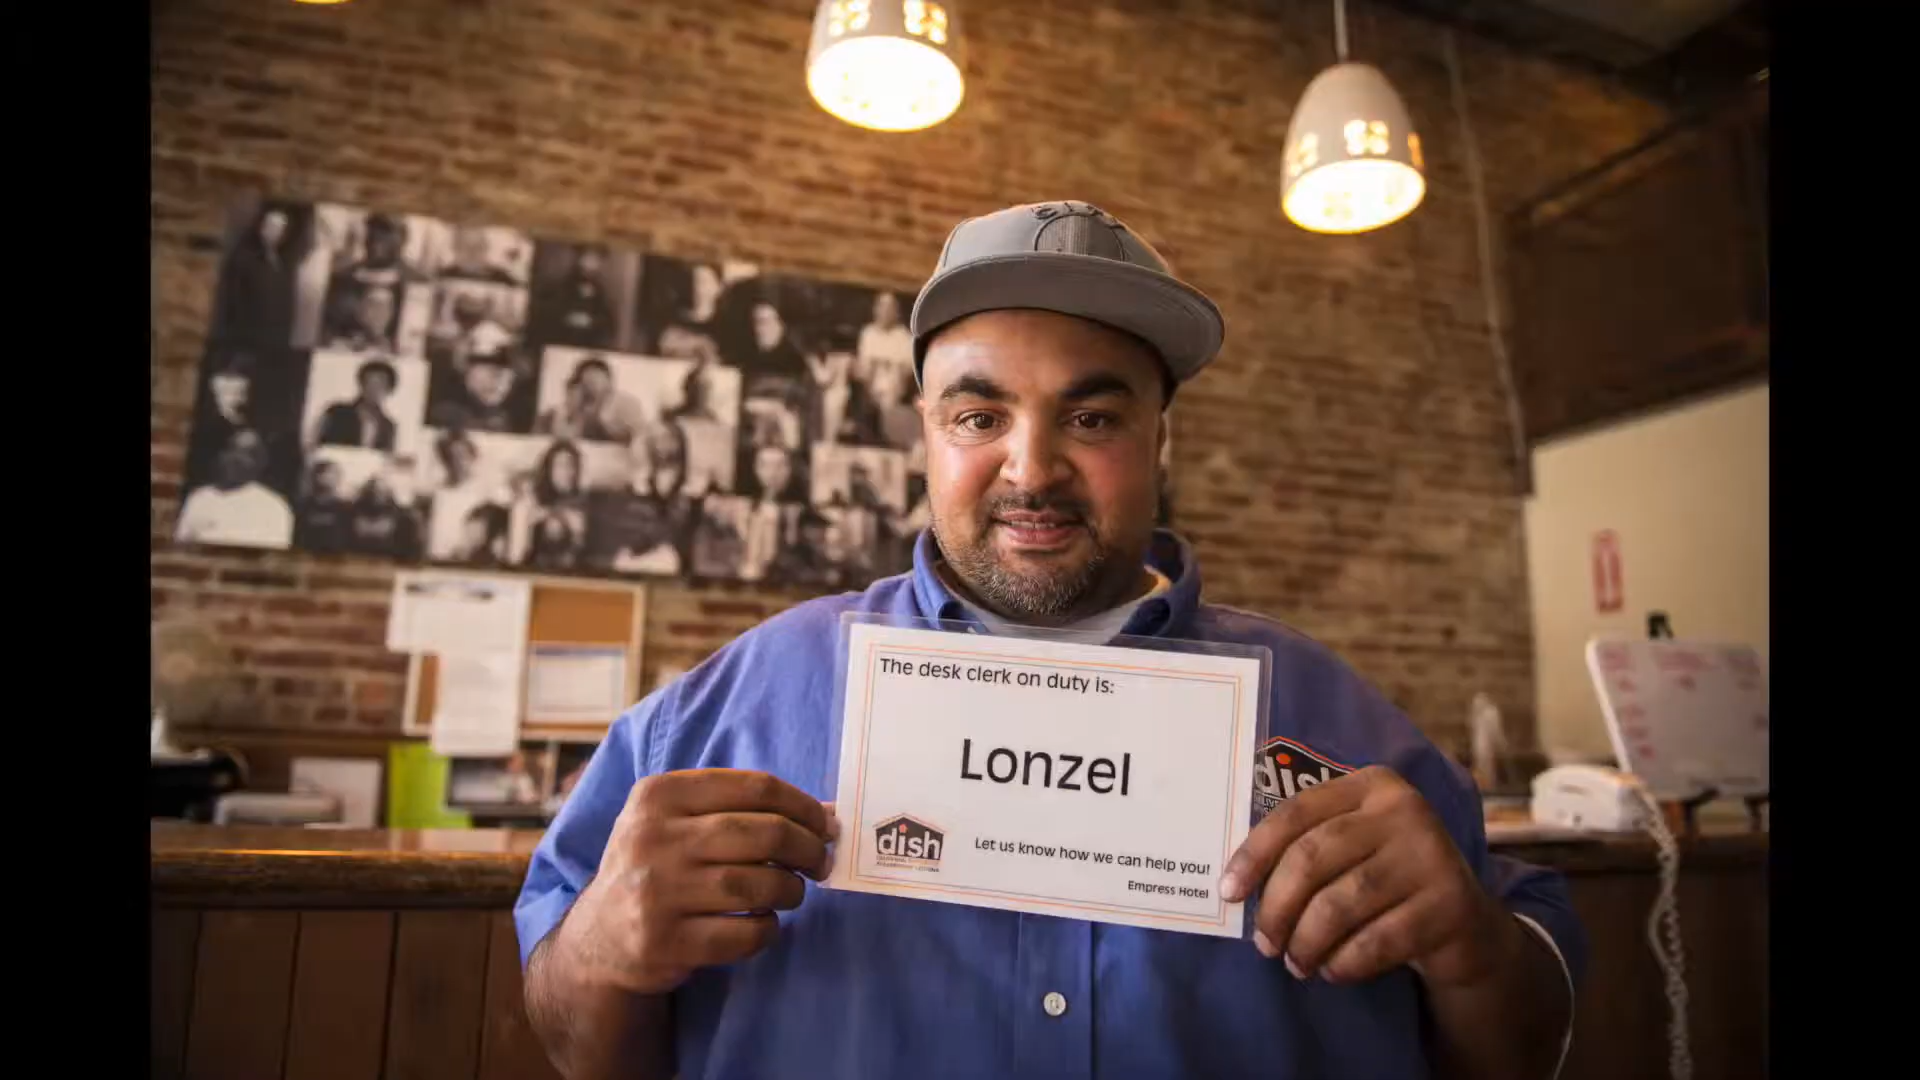 The desk clerk on duty is:
Lonzel
dish
Let us know how we can help you!
Empress Hotel
dish